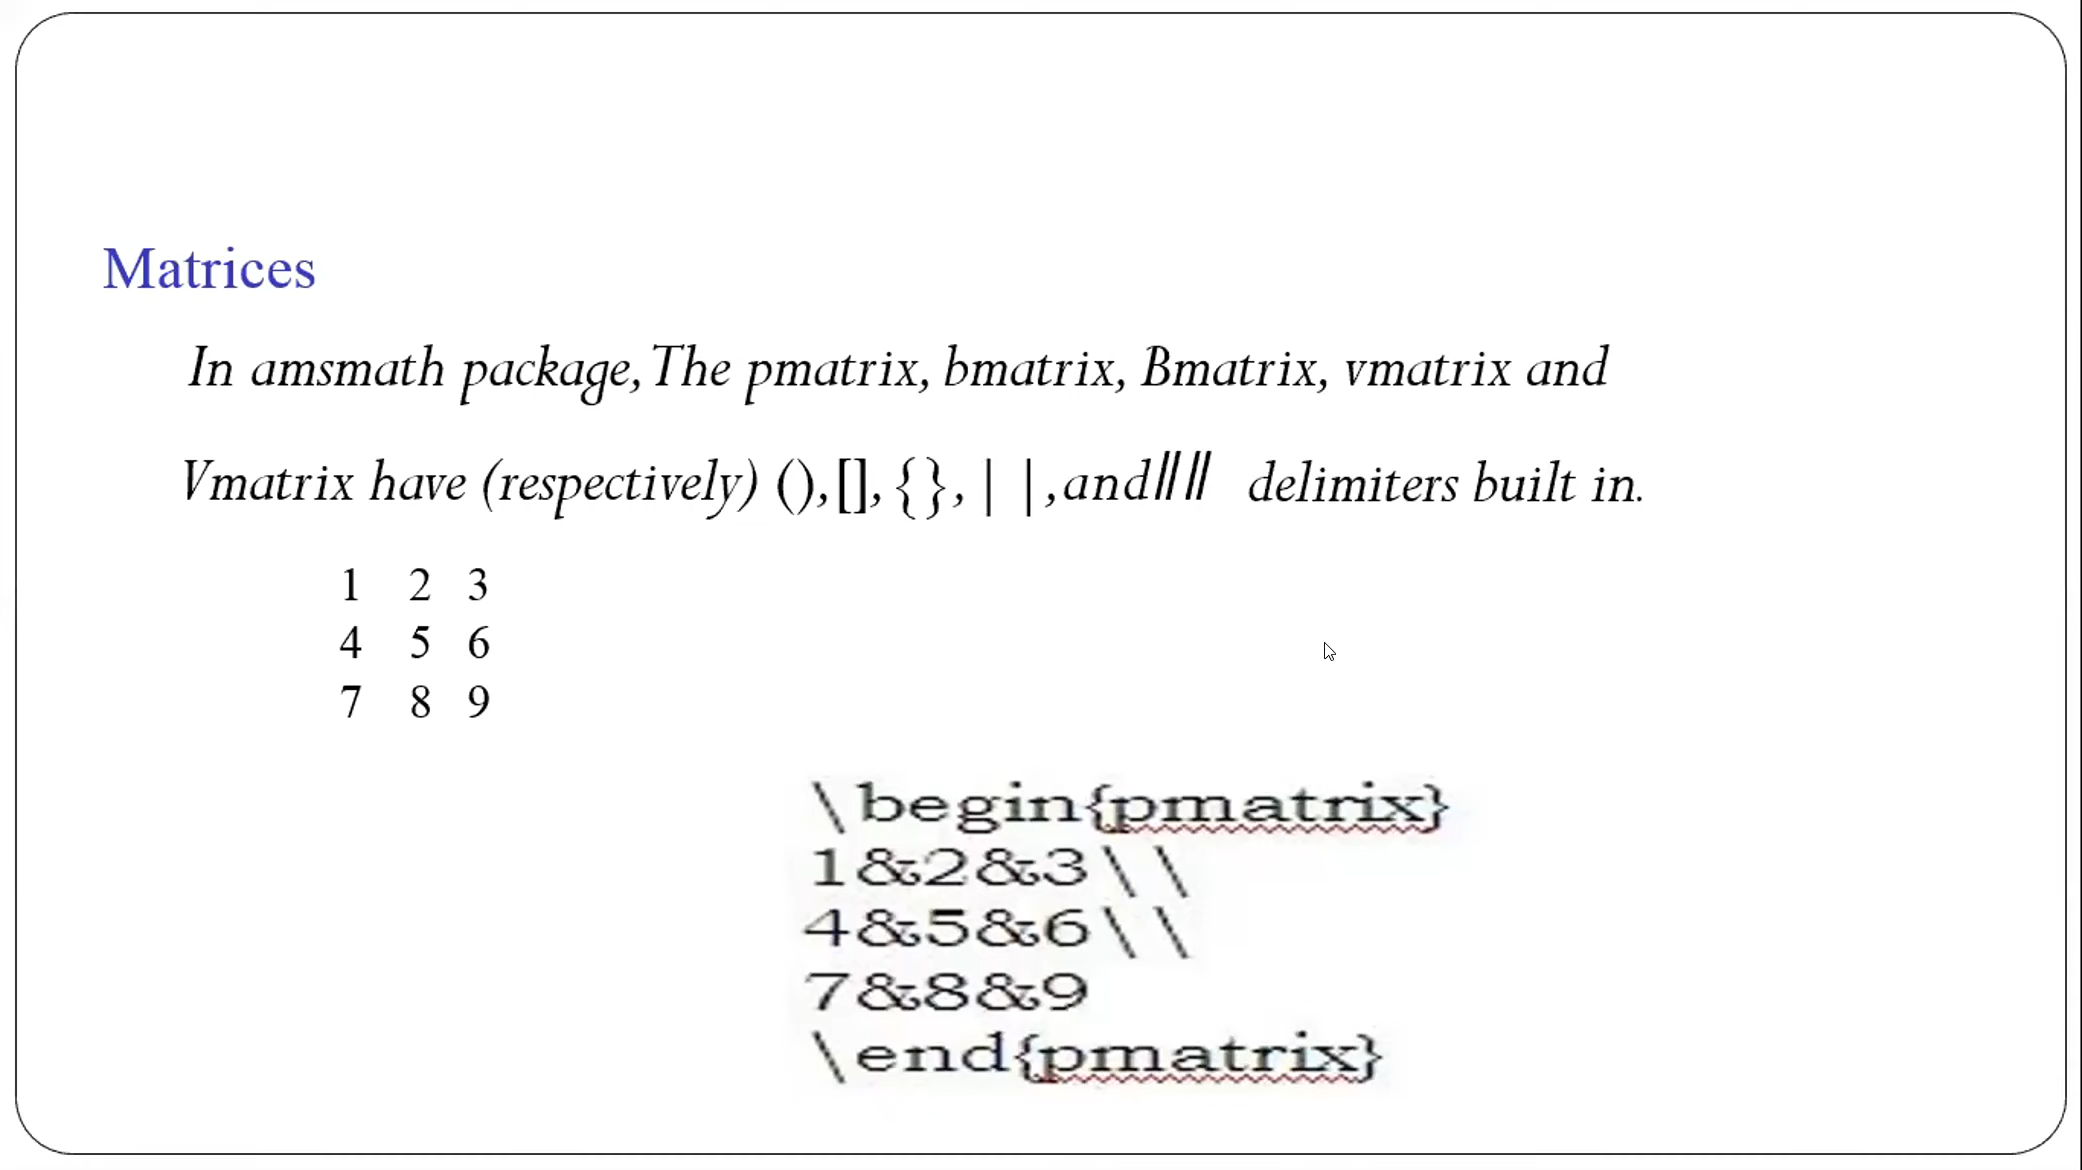 Matrices
In amsmath package, The pmatrix, bmatrix, Bmatrix, vmatrix and
Vmatrix have (respectively) (),[],{},| |,and‖‖ delimiters built in.
1 2 3
4 5 6
7 8 9
\begin{pmatrix}
1&2&3\\
4&5&6\\
7&8&9
\end{pmatrix}